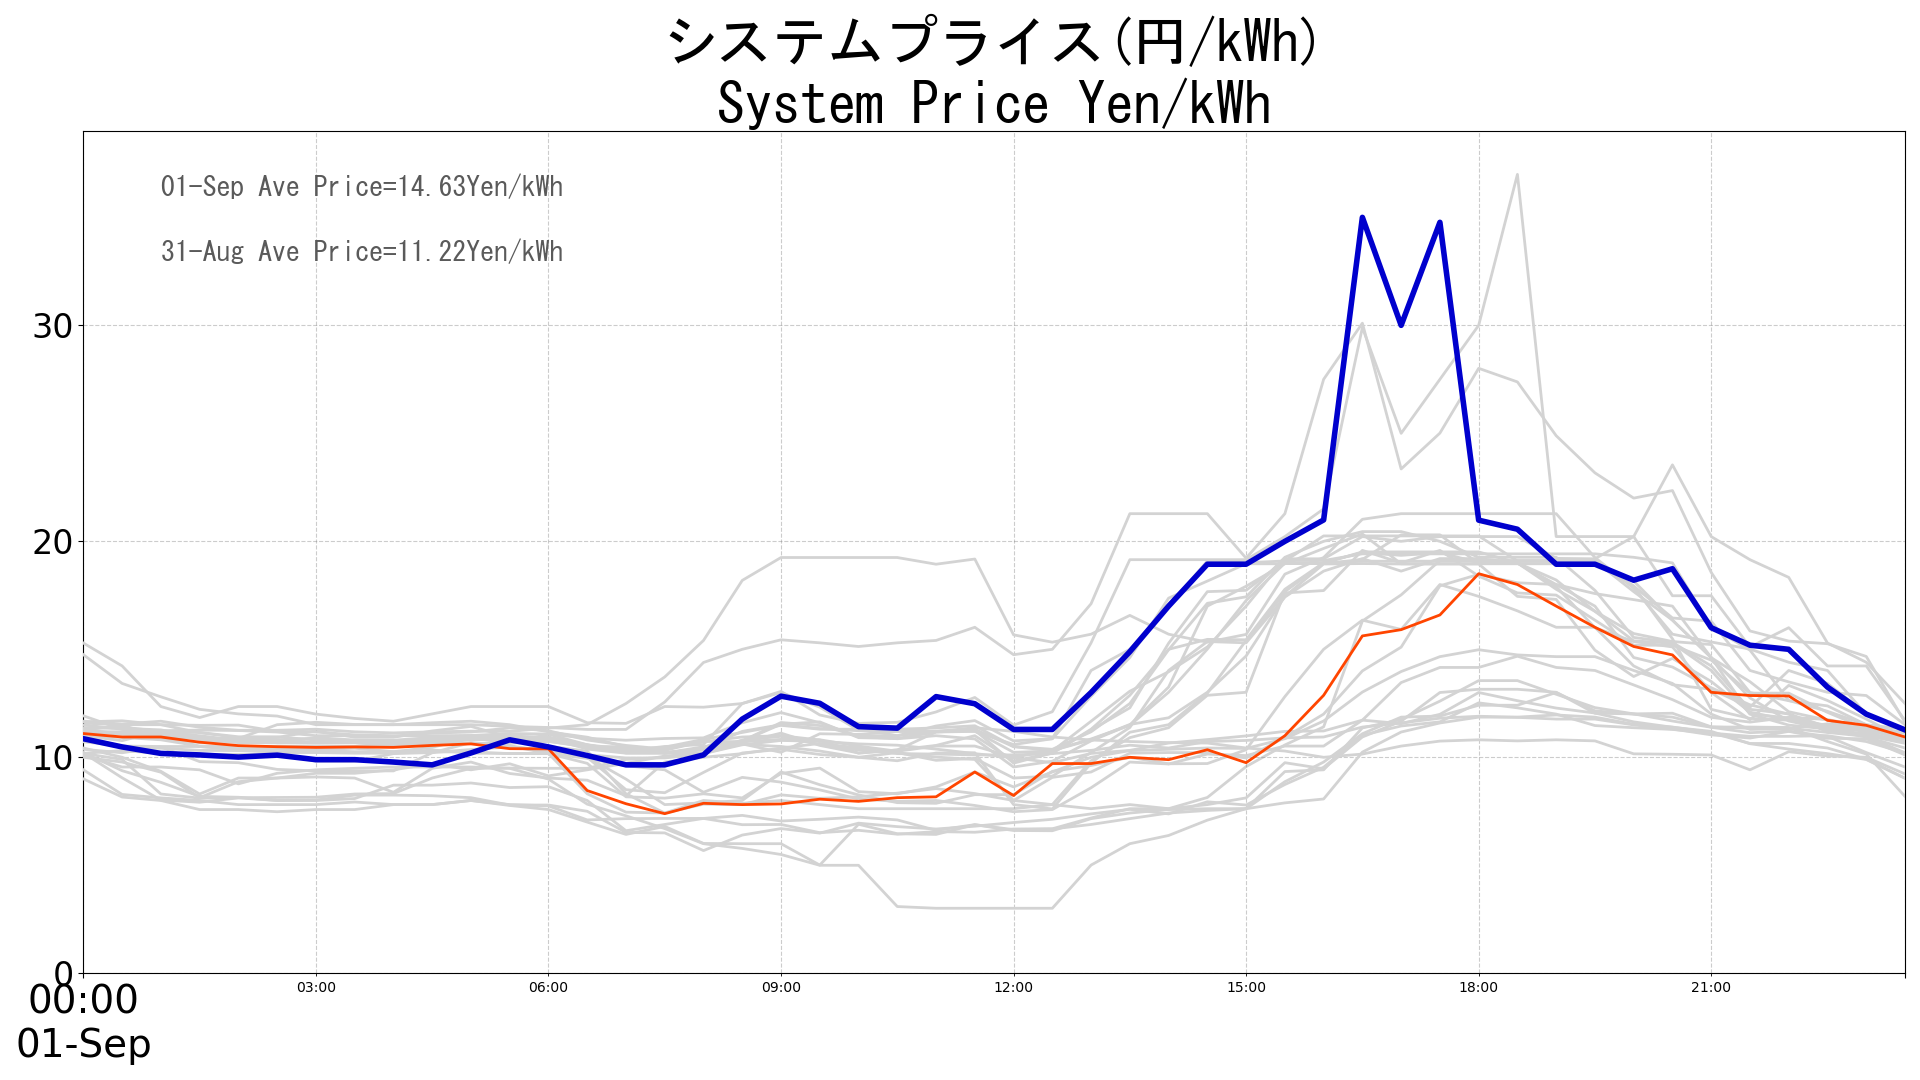 システムプライス(円/kWh)
System Price Yen/kWh
01-Sep Ave Price=14.63Yen/kWh
31-Aug Ave Price=11.22Yen/kWh
30
20
10
0
00:00
03:00
06:00
09:00
12:00
15:00
18:00
21:00
01-Sep